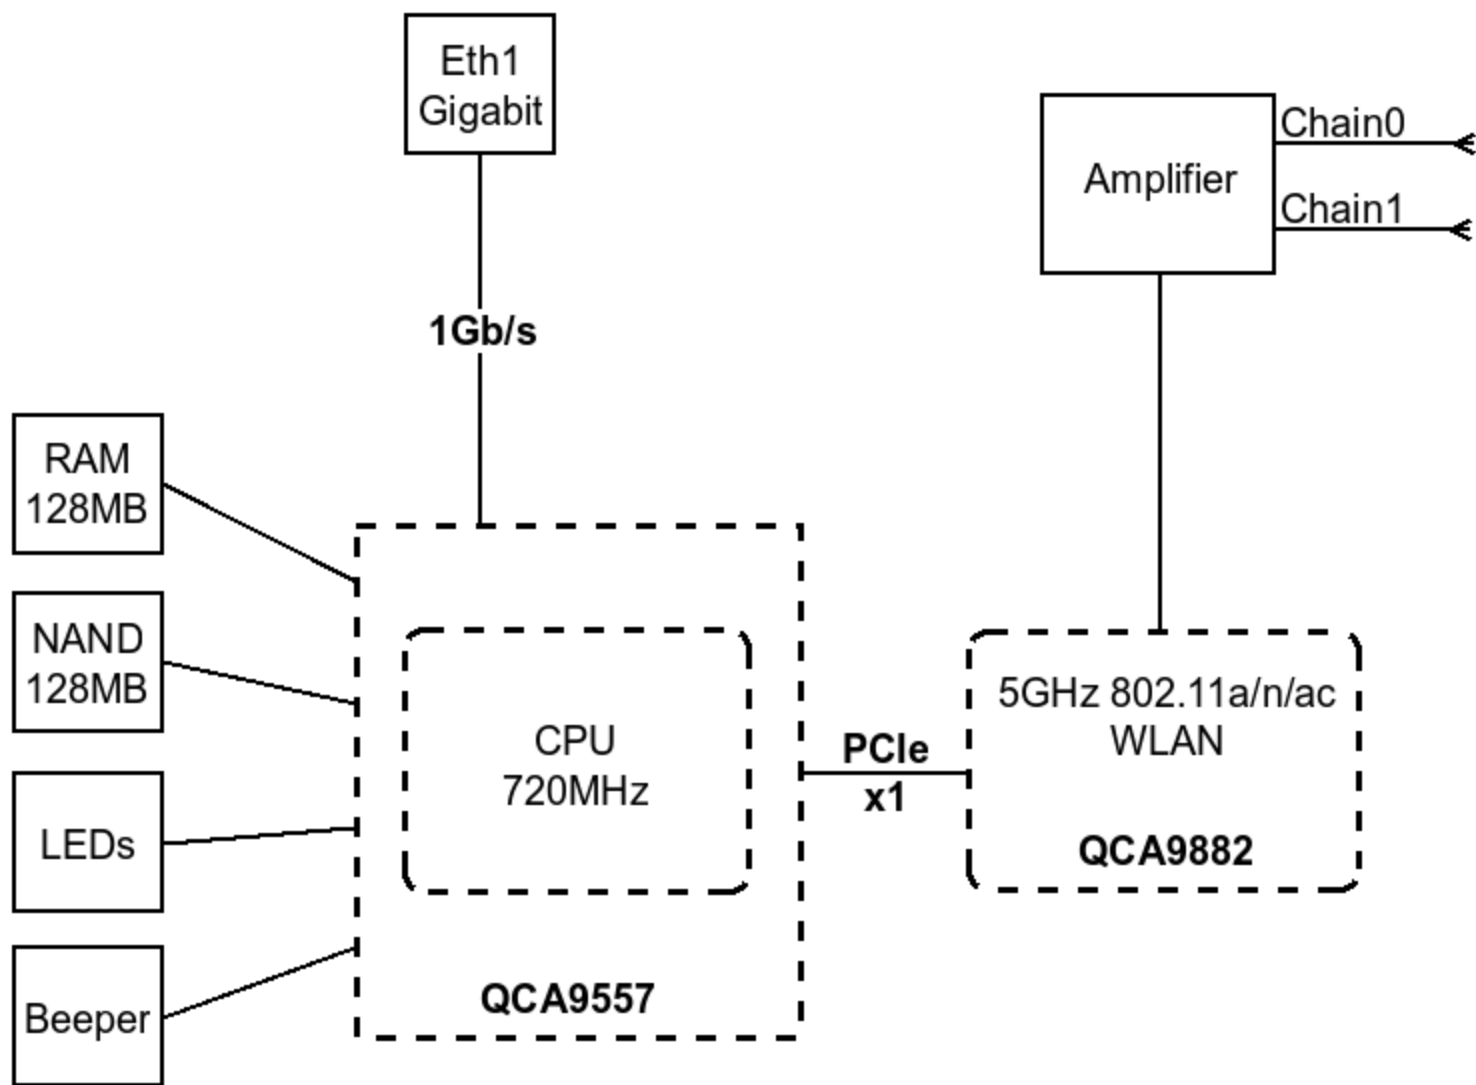 Eth1
Gigabit
Chain0
Amplifier
Chain1
1Gb/s
RAM
128MB
NAND
128MB
LEDs
Beeper
CPU
720MHz
QCA9557
PCIe
x1
5GHz 802.11a/n/ac
WLAN
QCA9882